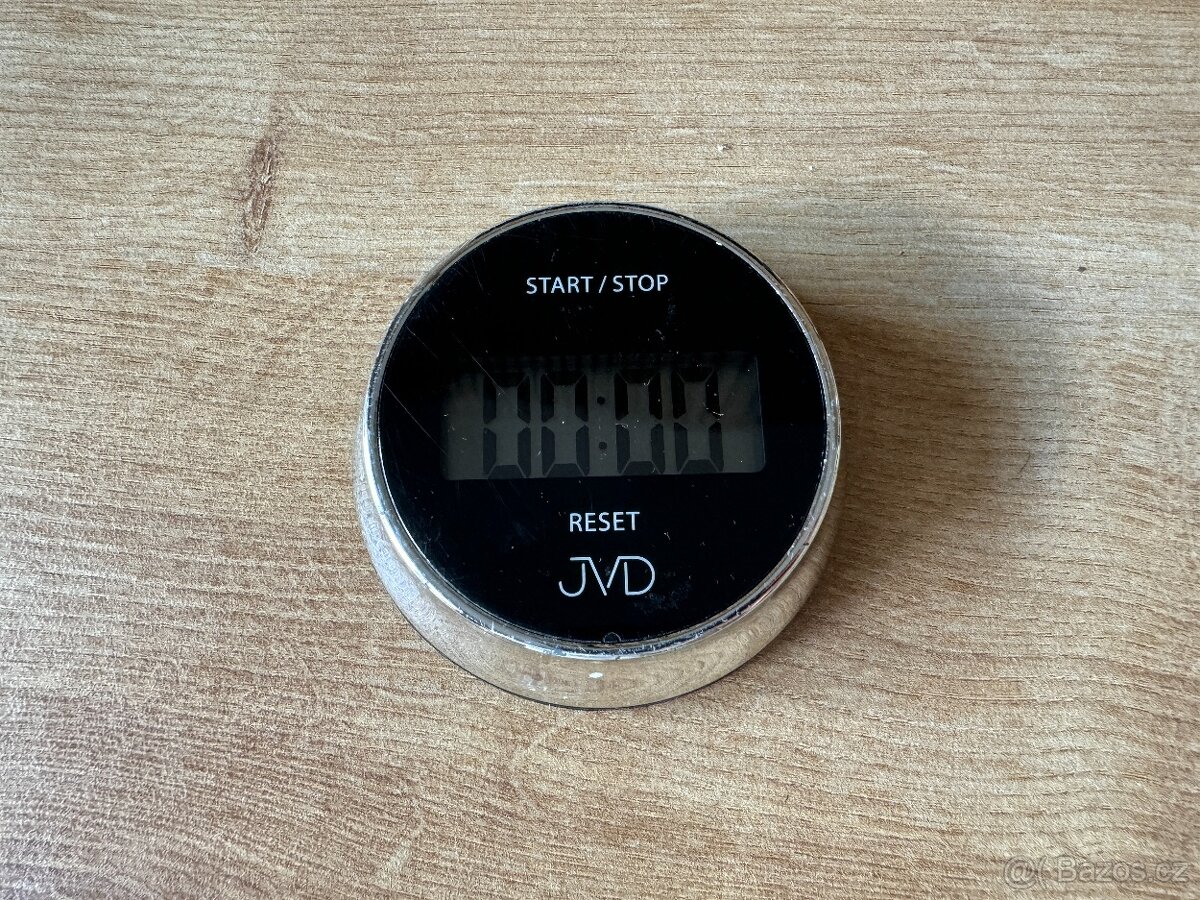 START / STOP
RESET
JVD
@( Bazos.cz